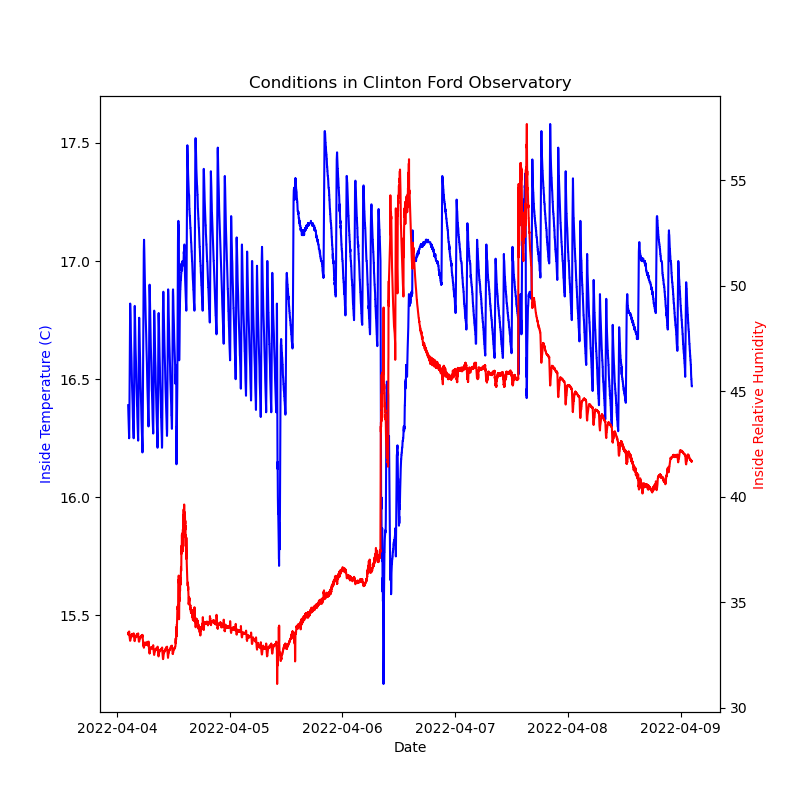 Conditions in Clinton Ford Observatory
Inside Temperature (C)
17.5
17.0
16.5
16.0
15.5
55
50
45
40
35
30
Inside Relative Humidity
2022-04-04 2022-04-05 2022-04-06 2022-04-07 2022-04-08 2022-04-09
Date